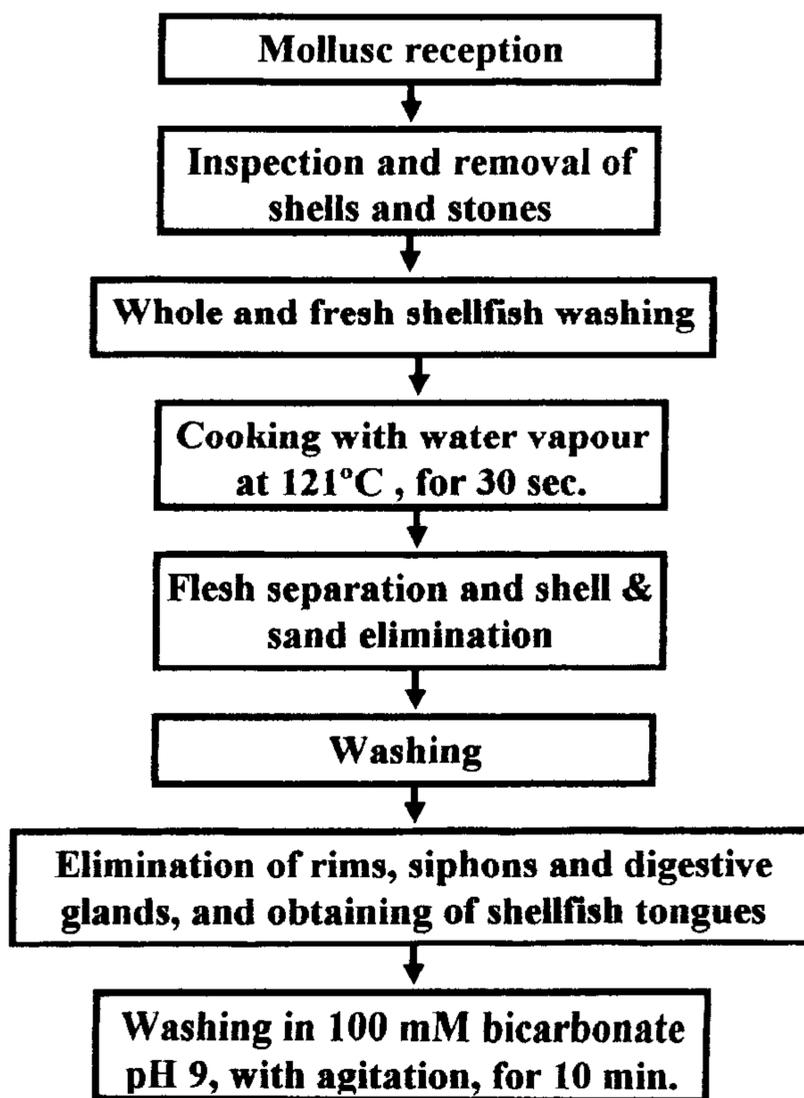 Mollusc reception
Inspection and removal of
shells and stones
Whole and fresh shellfish washing
Cooking with water vapour
at 121°C , for 30 sec.
Flesh separation and shell &
sand elimination
Washing
Elimination of rims, siphons and digestive
glands, and obtaining of shellfish tongues
Washing in 100 mM bicarbonate
pH 9, with agitation, for 10 min.